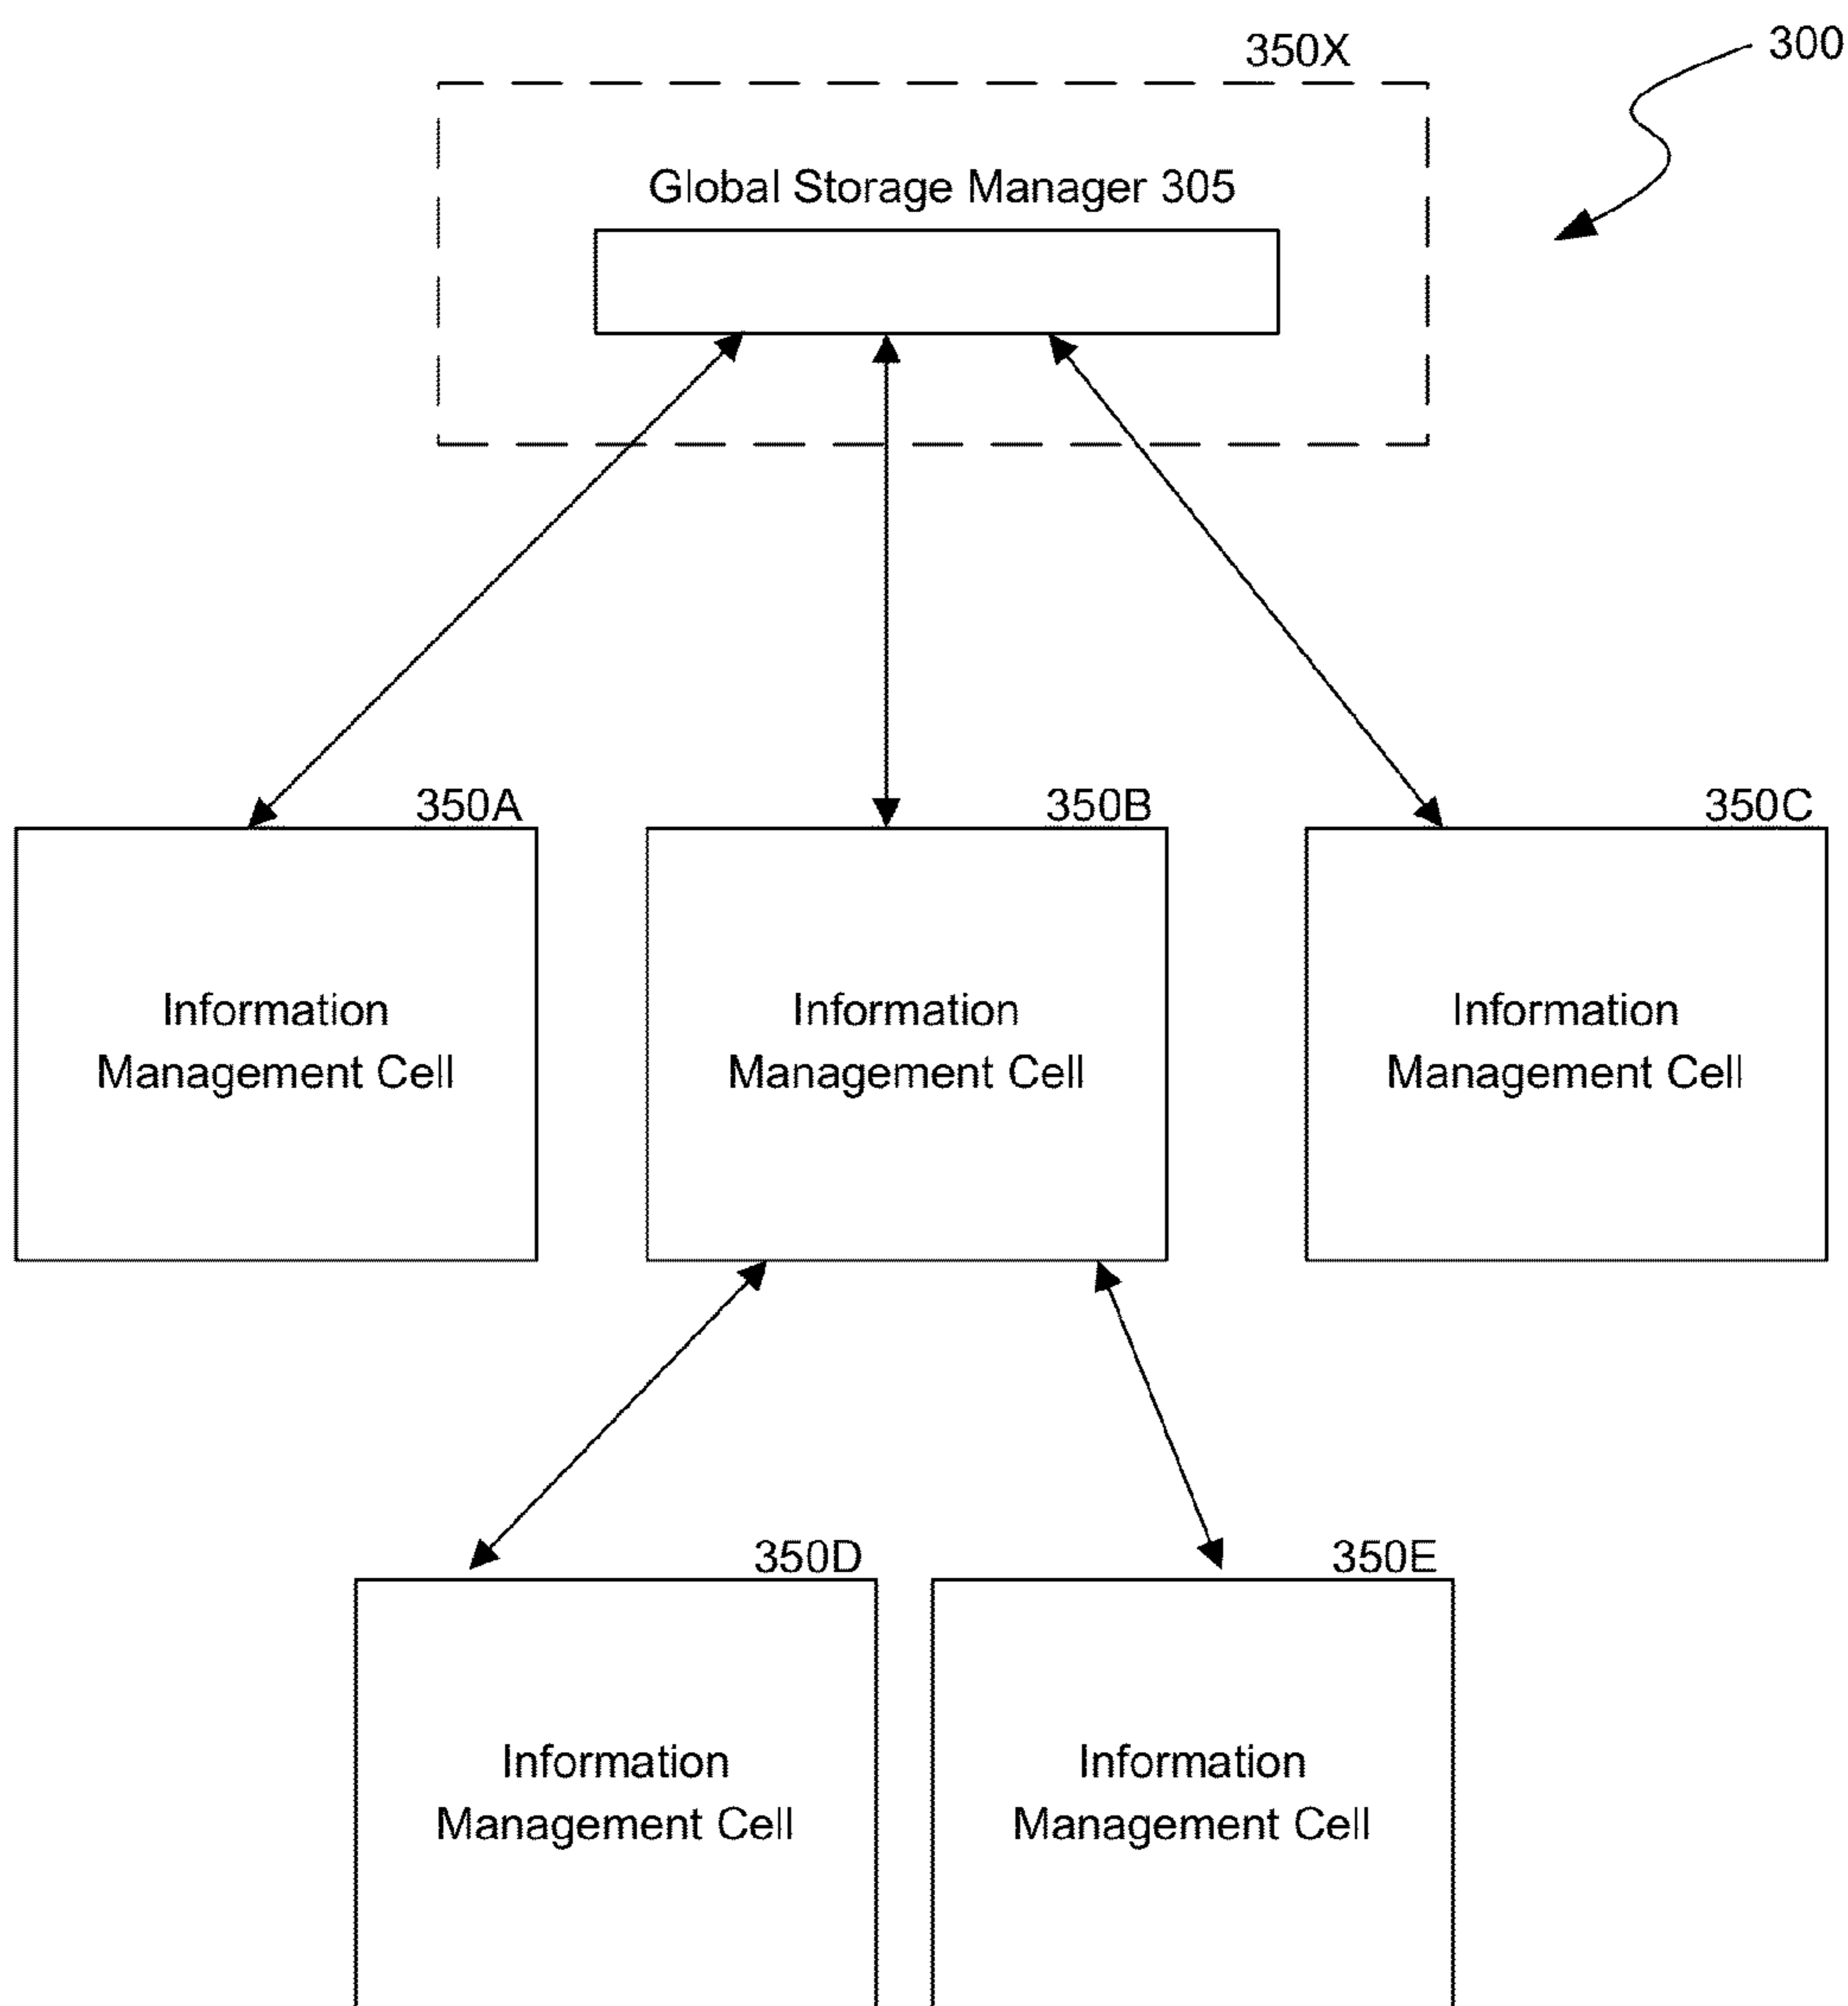 350X
300
Global Storage Manager 305
350A
350B
350C
Information
Management Cell
Information
Management Cell
Information
Management Cell
350D
350E
Information
Management Cell
Information
Management Cell